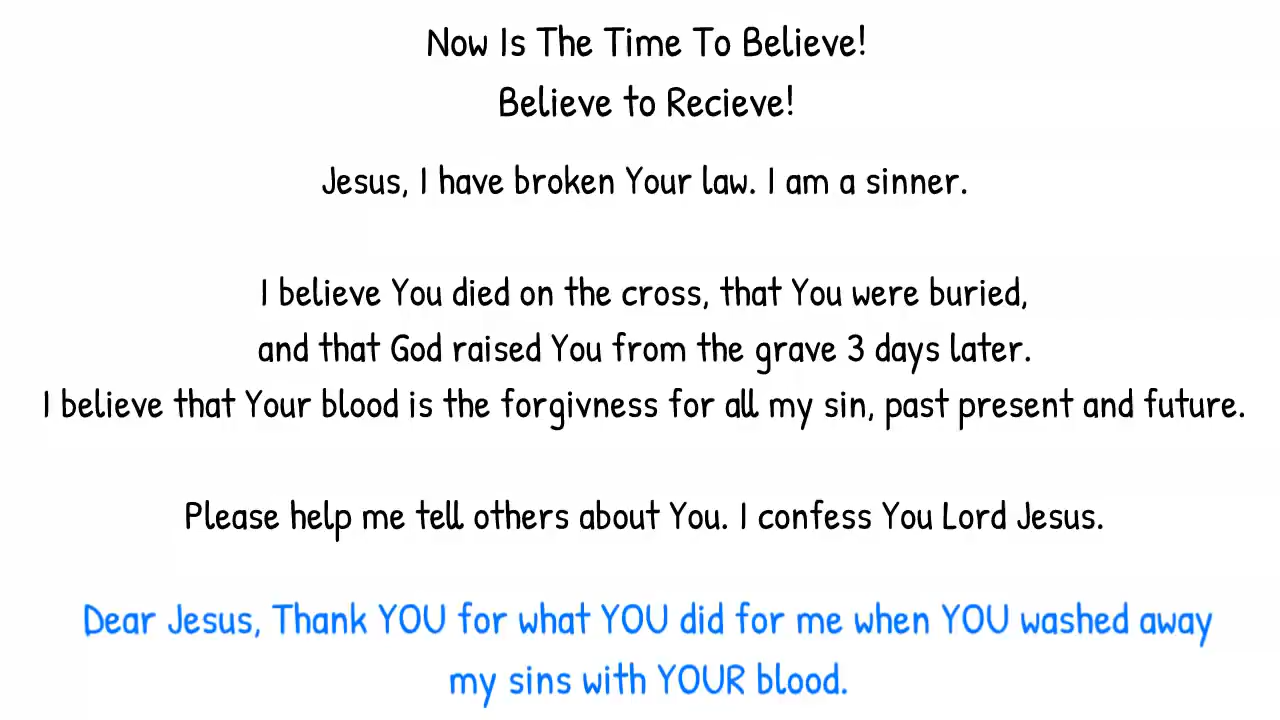 Now Is The Time To Believe!
Believe to Recieve!
Jesus, I have broken Your law. I am a sinner.
I believe You died on the cross, that You were buried,
and that God raised You from the grave 3 days later.
I believe that Your blood is the forgivness for all my sin, past present and future.
Please help me tell others about You. I confess You Lord Jesus.
Dear Jesus, Thank YOU for what YOU did for me when YOU washed away
my sins with YOUR blood.